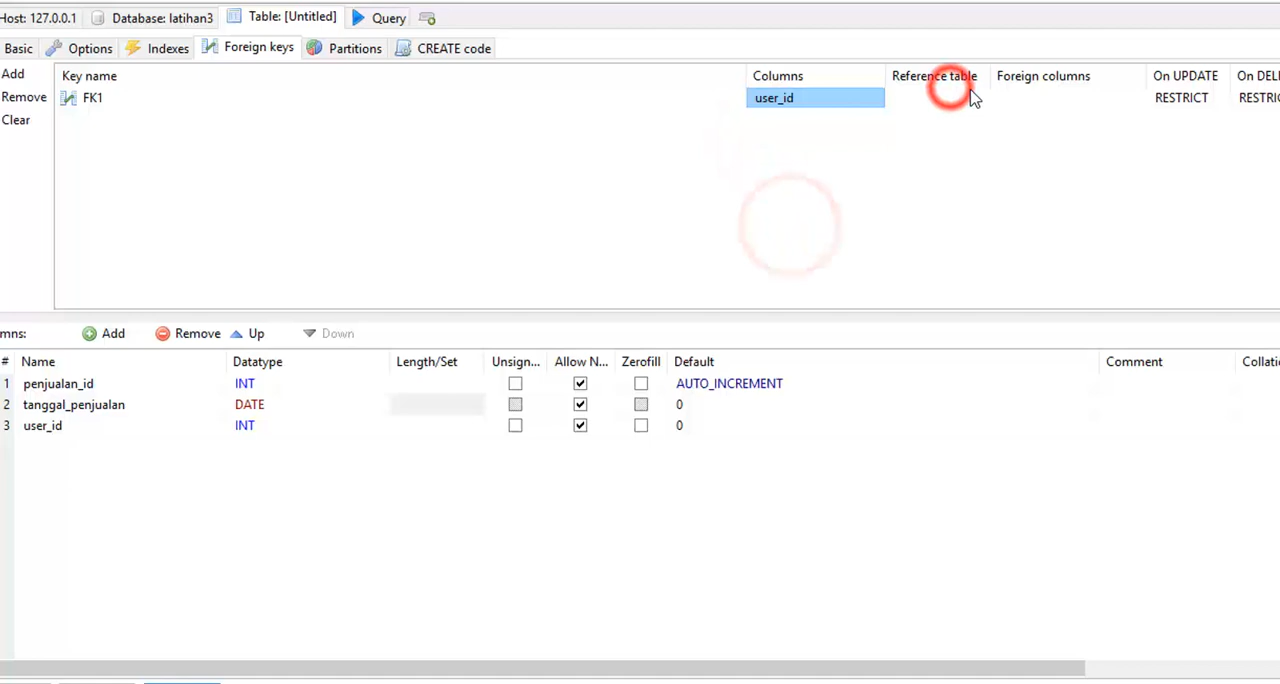 Host: 127.0.0.1 Database: latihan3 Table: [Untitled] Query
Basic Options Indexes Foreign keys Partitions CREATE code
Add Key name Columns Reference table Foreign columns On UPDATE On DEL
Remove FK1 user_id RESTRICT RESTRIC
Clear
mns: Add Remove Up Down
# Name Datatype Length/Set Unsign... Allow N... Zerofill Default Comment Collati
1 penjualan_id INT AUTO_INCREMENT
2 tanggal_penjualan DATE 0
3 user_id INT 0